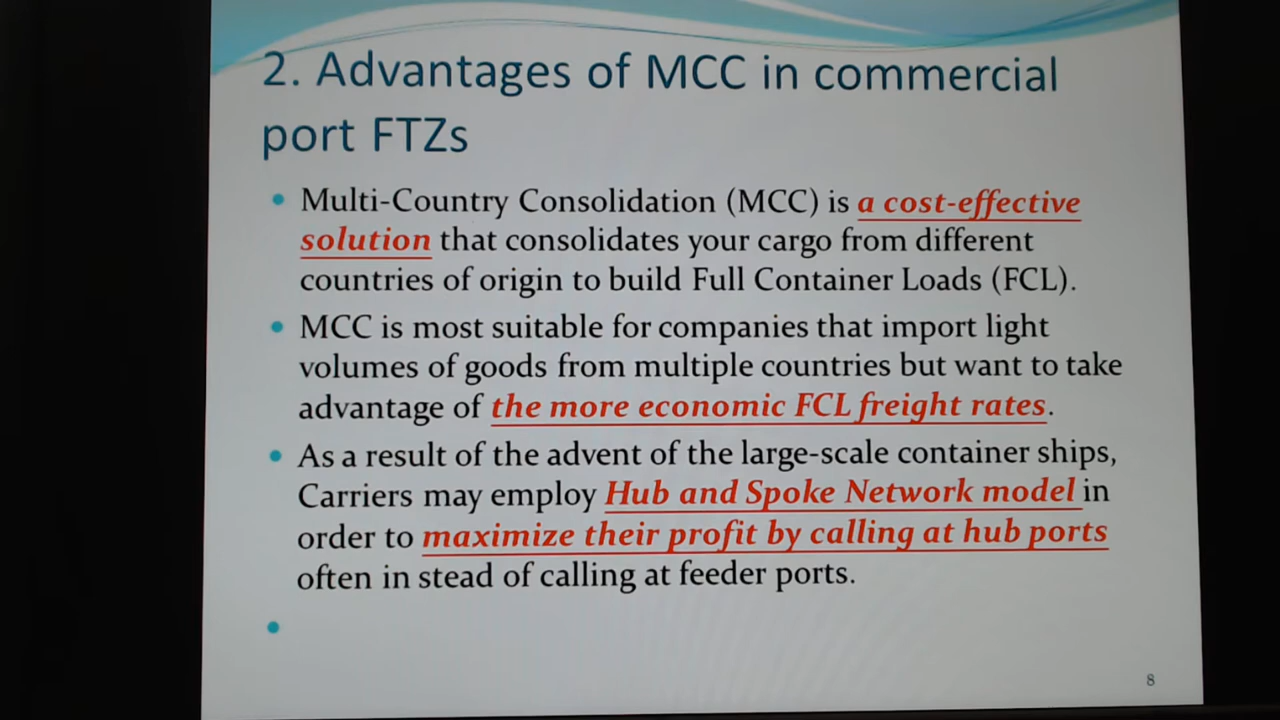 2. Advantages of MCC in commercial
port FTZs
• Multi-Country Consolidation (MCC) is a cost-effective
solution that consolidates your cargo from different
countries of origin to build Full Container Loads (FCL).
• MCC is most suitable for companies that import light
volumes of goods from multiple countries but want to take
advantage of the more economic FCL freight rates.
• As a result of the advent of the large-scale container ships,
Carriers may employ Hub and Spoke Network model in
order to maximize their profit by calling at hub ports
often in stead of calling at feeder ports.
•
8